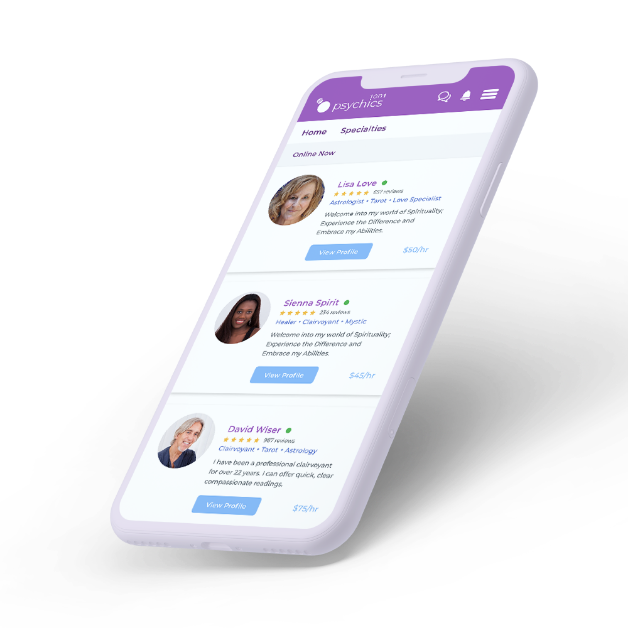 psychics
Home Specialties
Online Now
Lisa Love
Astrologist • Tarot • Love Specialist
Welcome into my world of Spirituality;
Experience the Difference and
Embrace my Abilities.
View Profile $50/hr
Sienna Spirit
234 reviews
Healer • Clairvoyant • Mystic
Welcome into my world of Spirituality;
Experience the Difference and
Embrace my Abilities.
View Profile $45/hr
David Wiser
967 reviews
Clairvoyant • Tarot • Astrology
I have been a professional clairvoyant
for over 22 years. I can offer quick, clear
compassionate readings.
View Profile $75/hr